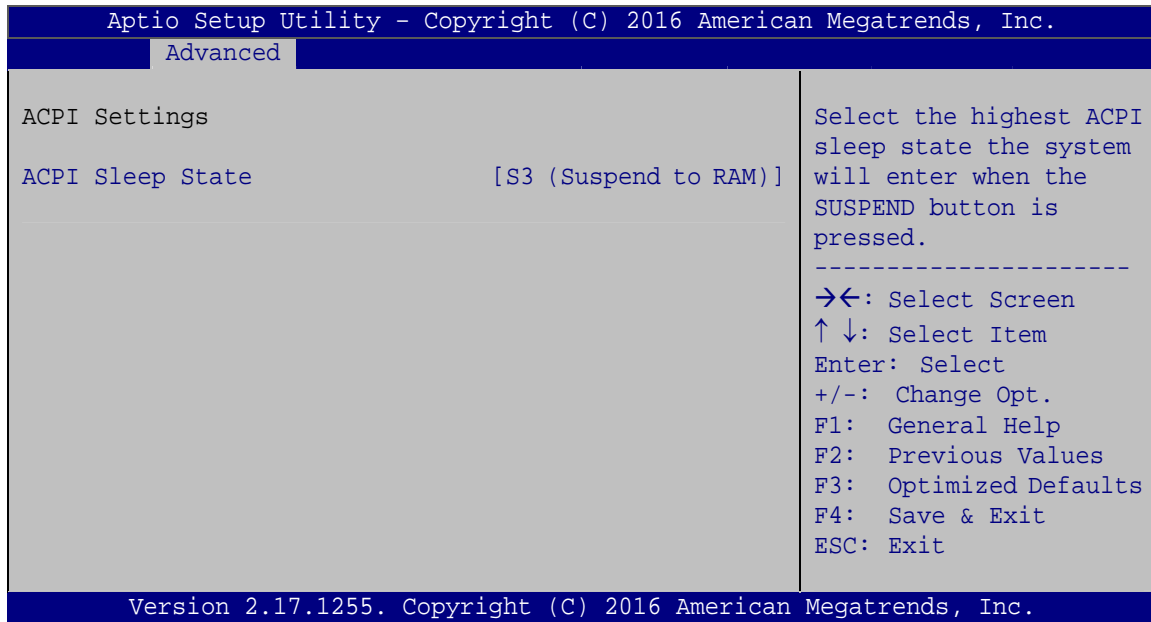 Aptio Setup Utility – Copyright (C) 2016 American Megatrends, Inc.
Advanced
ACPI Settings
ACPI Sleep State [S3 (Suspend to RAM)]
Select the highest ACPI
sleep state the system
will enter when the
SUSPEND button is
pressed.
----------------------
→←: Select Screen
↑ ↓: Select Item
Enter: Select
+/-: Change Opt.
F1: General Help
F2: Previous Values
F3: Optimized Defaults
F4: Save & Exit
ESC: Exit
Version 2.17.1255. Copyright (C) 2016 American Megatrends, Inc.